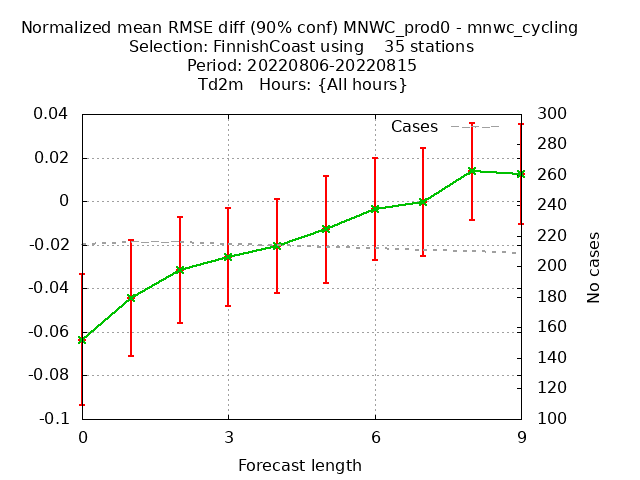 Normalized mean RMSE diff (90% conf) MNWC_prod0 - mnwc_cycling
Selection: FinnishCoast using 35 stations
Period: 20220806-20220815
Td2m Hours: {All hours}
Cases
0.04
0.02
0
-0.02
-0.04
-0.06
-0.08
-0.1
300
280
260
240
220
200
180
160
140
120
100
No cases
0 3 6 9
Forecast length